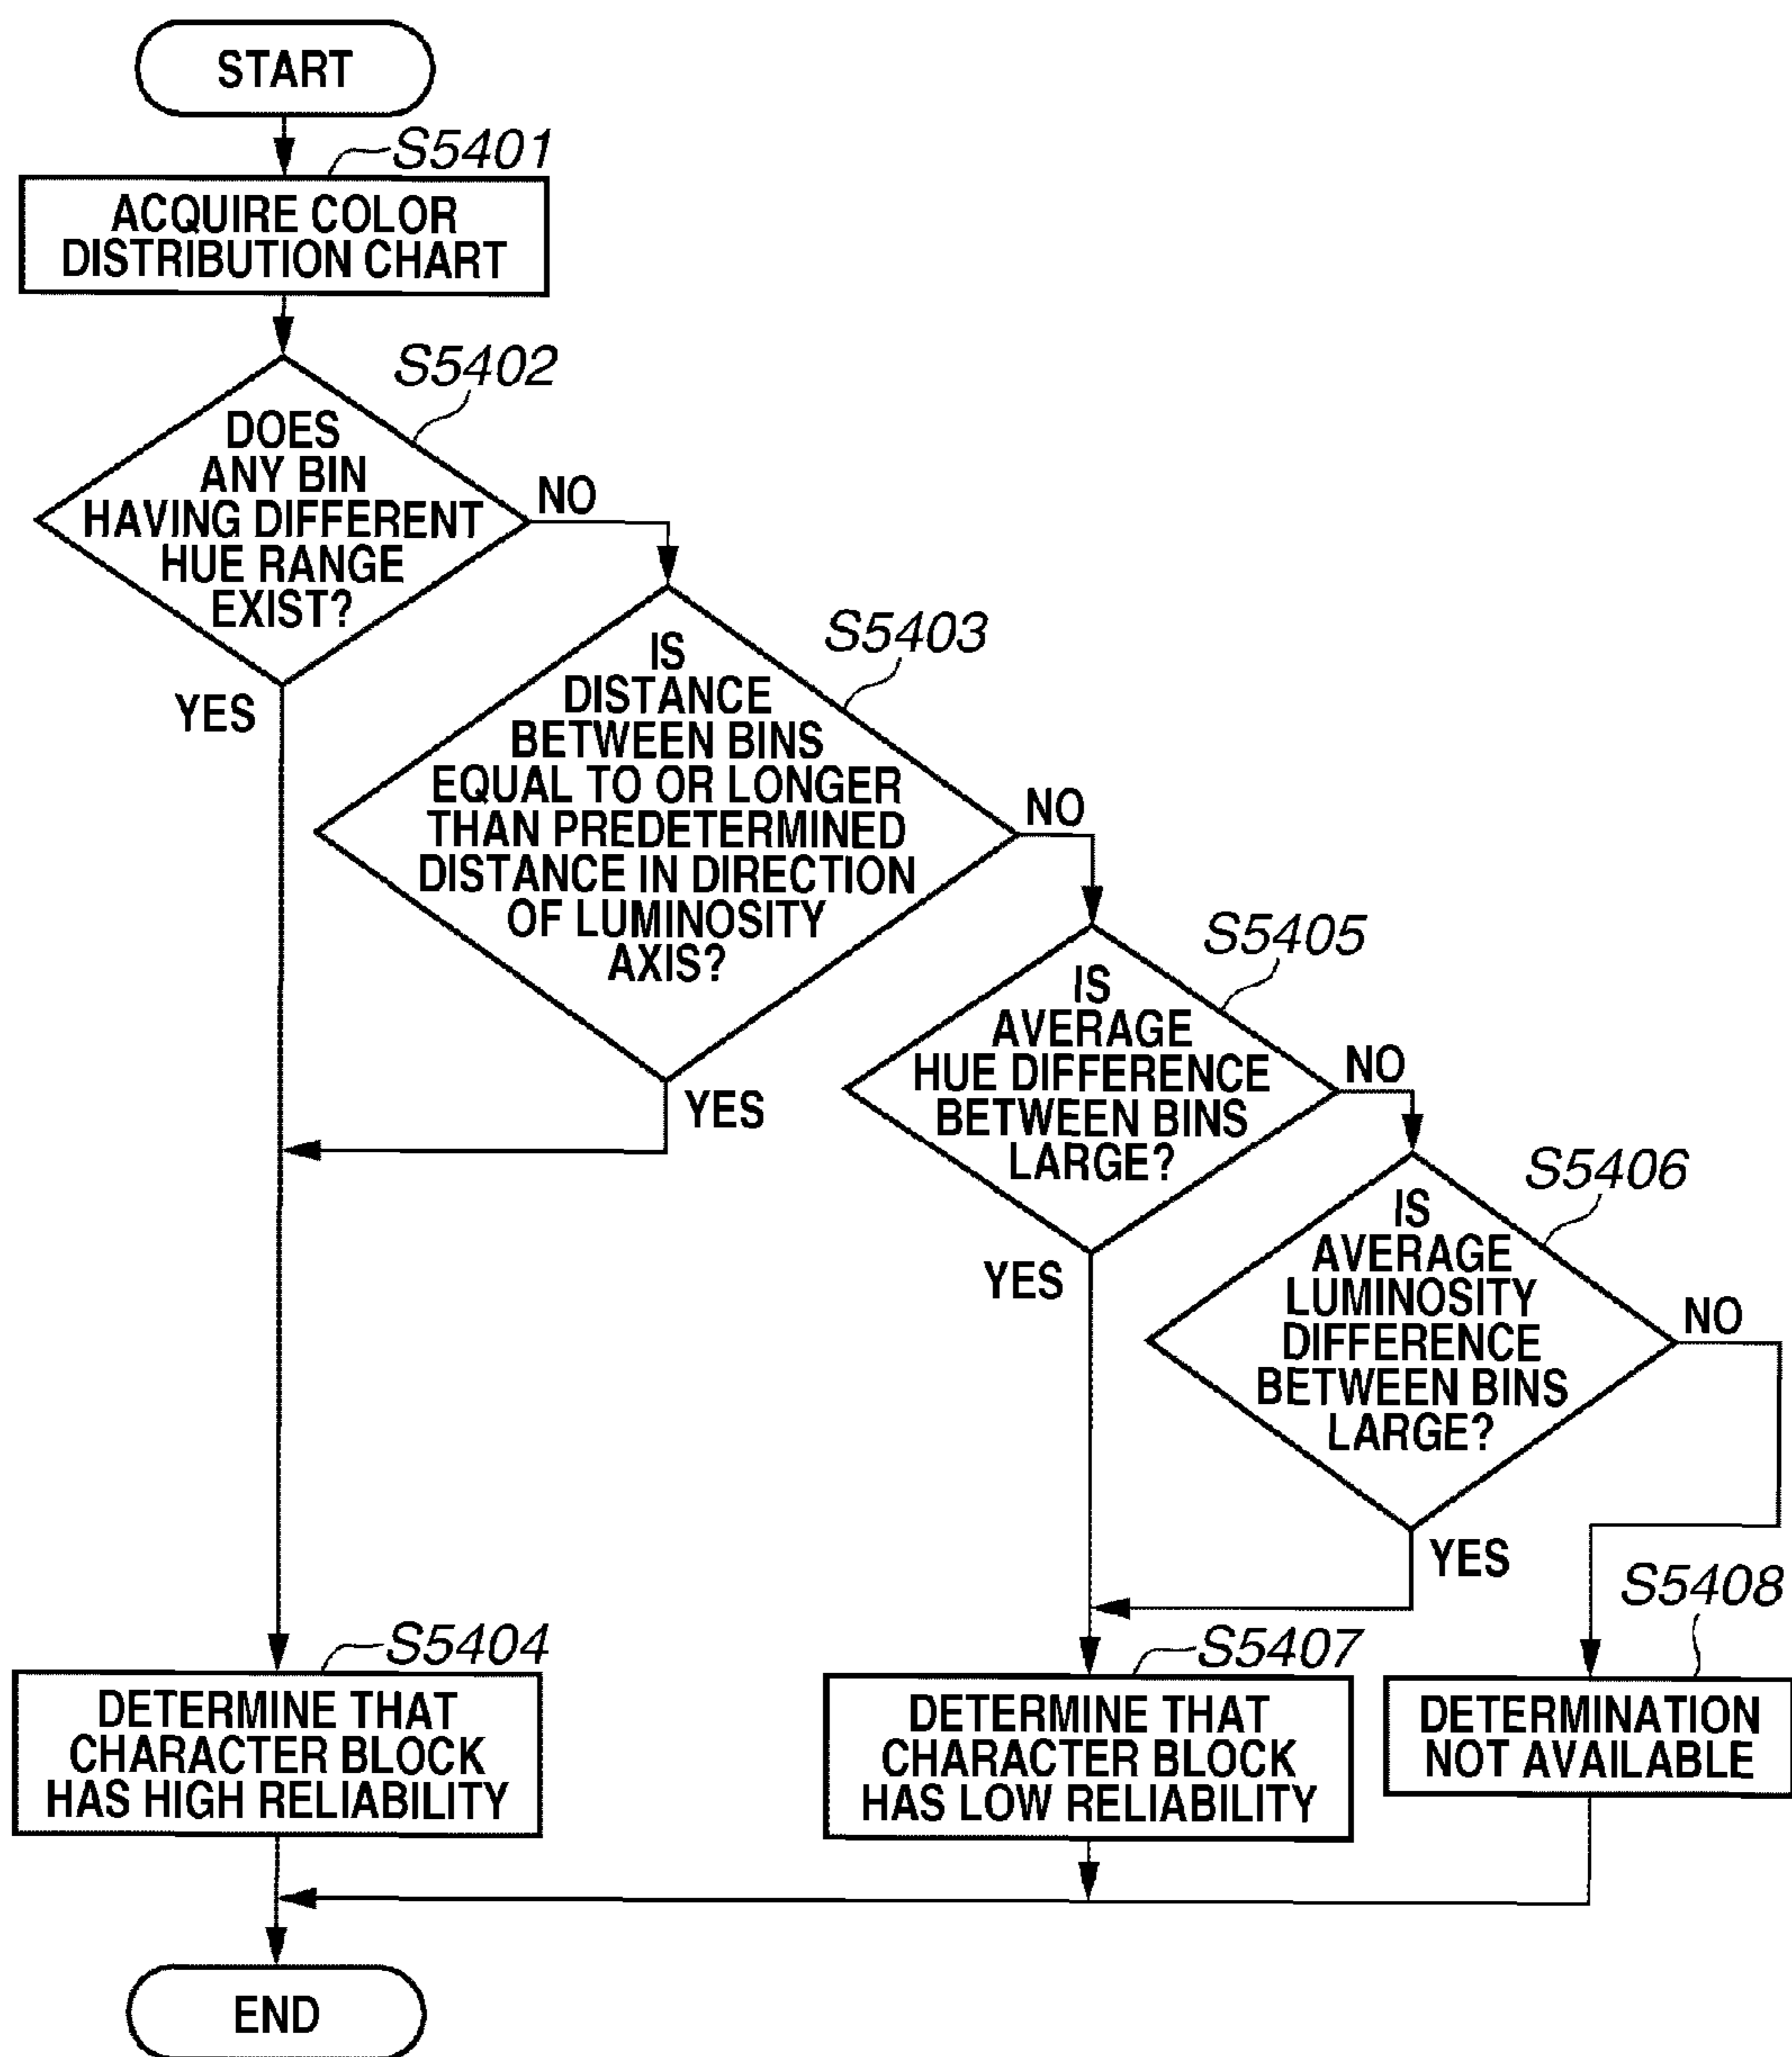 START
S5401
ACQUIRE COLOR
DISTRIBUTION CHART
S5402
DOES
ANY BIN
HAVING DIFFERENT
HUE RANGE
EXIST?
NO
YES
S5403
IS
DISTANCE
BETWEEN BINS
EQUAL TO OR LONGER
THAN PREDETERMINED
DISTANCE IN DIRECTION
OF LUMINOSITY
AXIS?
NO
YES
S5405
IS
AVERAGE
HUE DIFFERENCE
BETWEEN BINS
LARGE?
NO
YES
S5406
IS
AVERAGE
LUMINOSITY
DIFFERENCE
BETWEEN BINS
LARGE?
NO
YES
S5404
DETERMINE THAT
CHARACTER BLOCK
HAS HIGH RELIABILITY
S5407
DETERMINE THAT
CHARACTER BLOCK
HAS LOW RELIABILITY
S5408
DETERMINATION
NOT AVAILABLE
END